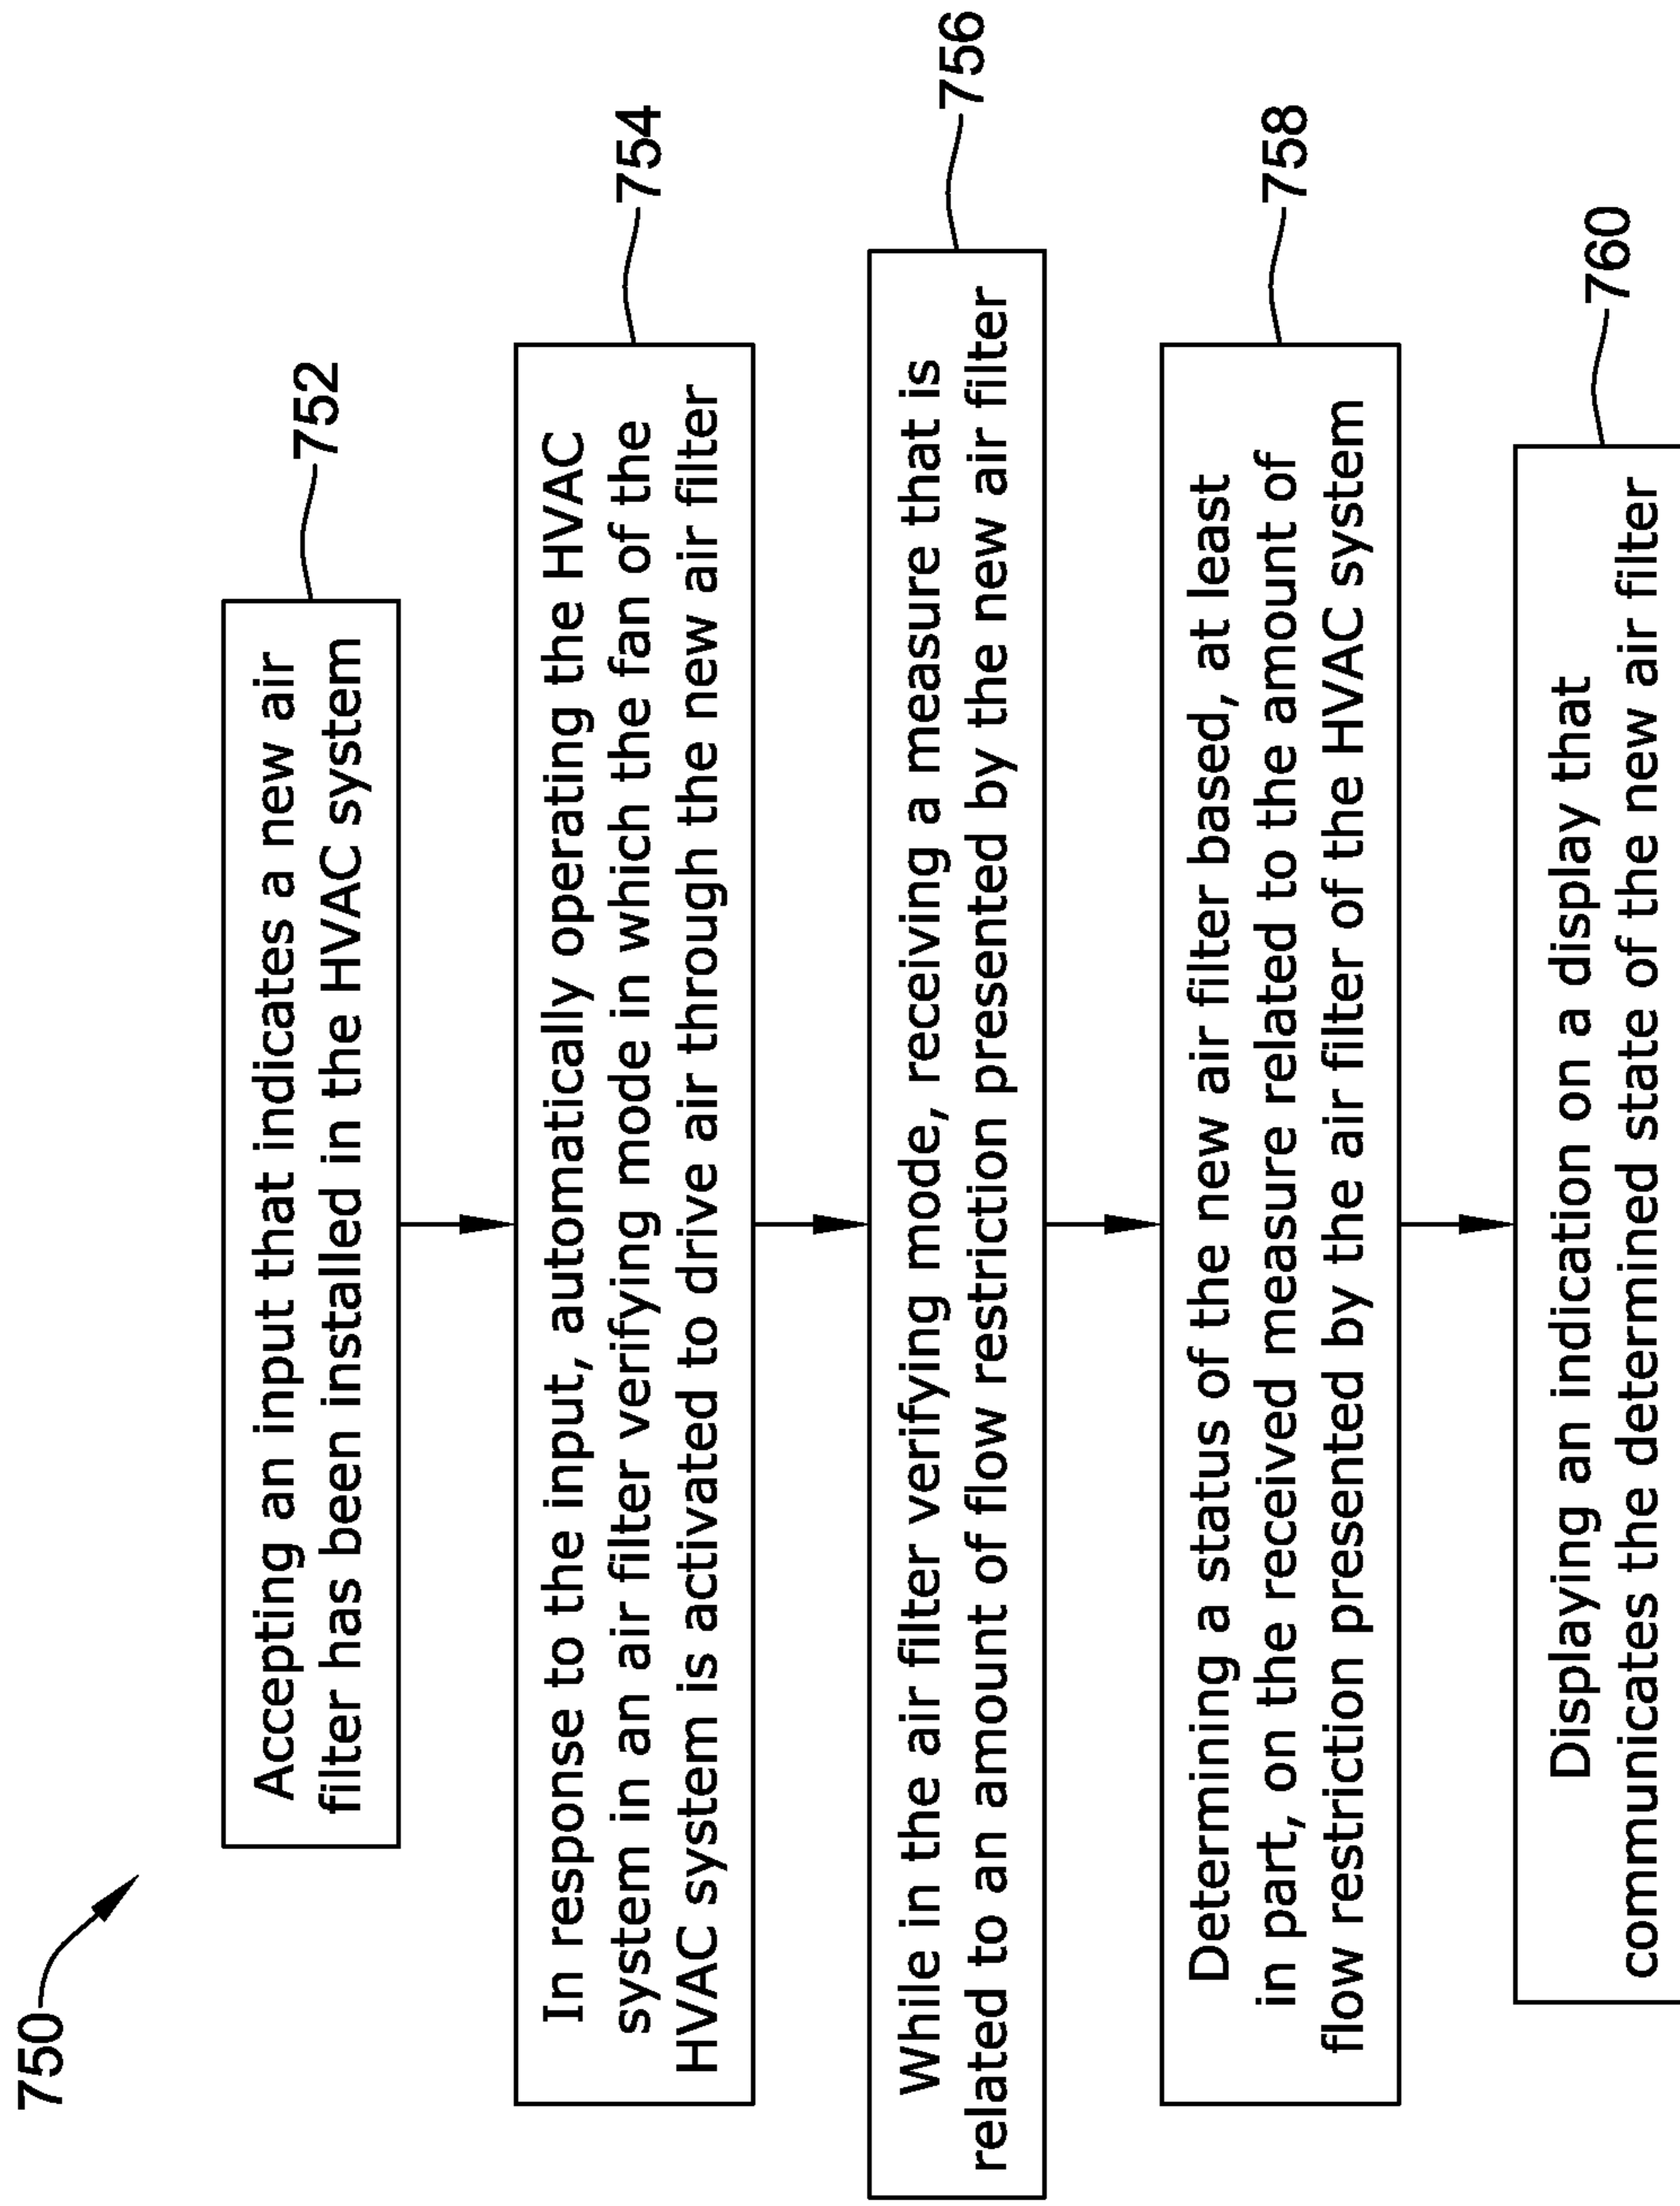 750
Accepting an input that indicates a new air
filter has been installed in the HVAC system
752
In response to the input, automatically operating the HVAC
system in an air filter verifying mode in which the fan of the
HVAC system is activated to drive air through the new air filter
754
While in the air filter verifying mode, receiving a measure that is
related to an amount of flow restriction presented by the new air filter
756
Determining a status of the new air filter based, at least
in part, on the received measure related to the amount of
flow restriction presented by the air filter of the HVAC system
758
Displaying an indication on a display that
communicates the determined state of the new air filter
760